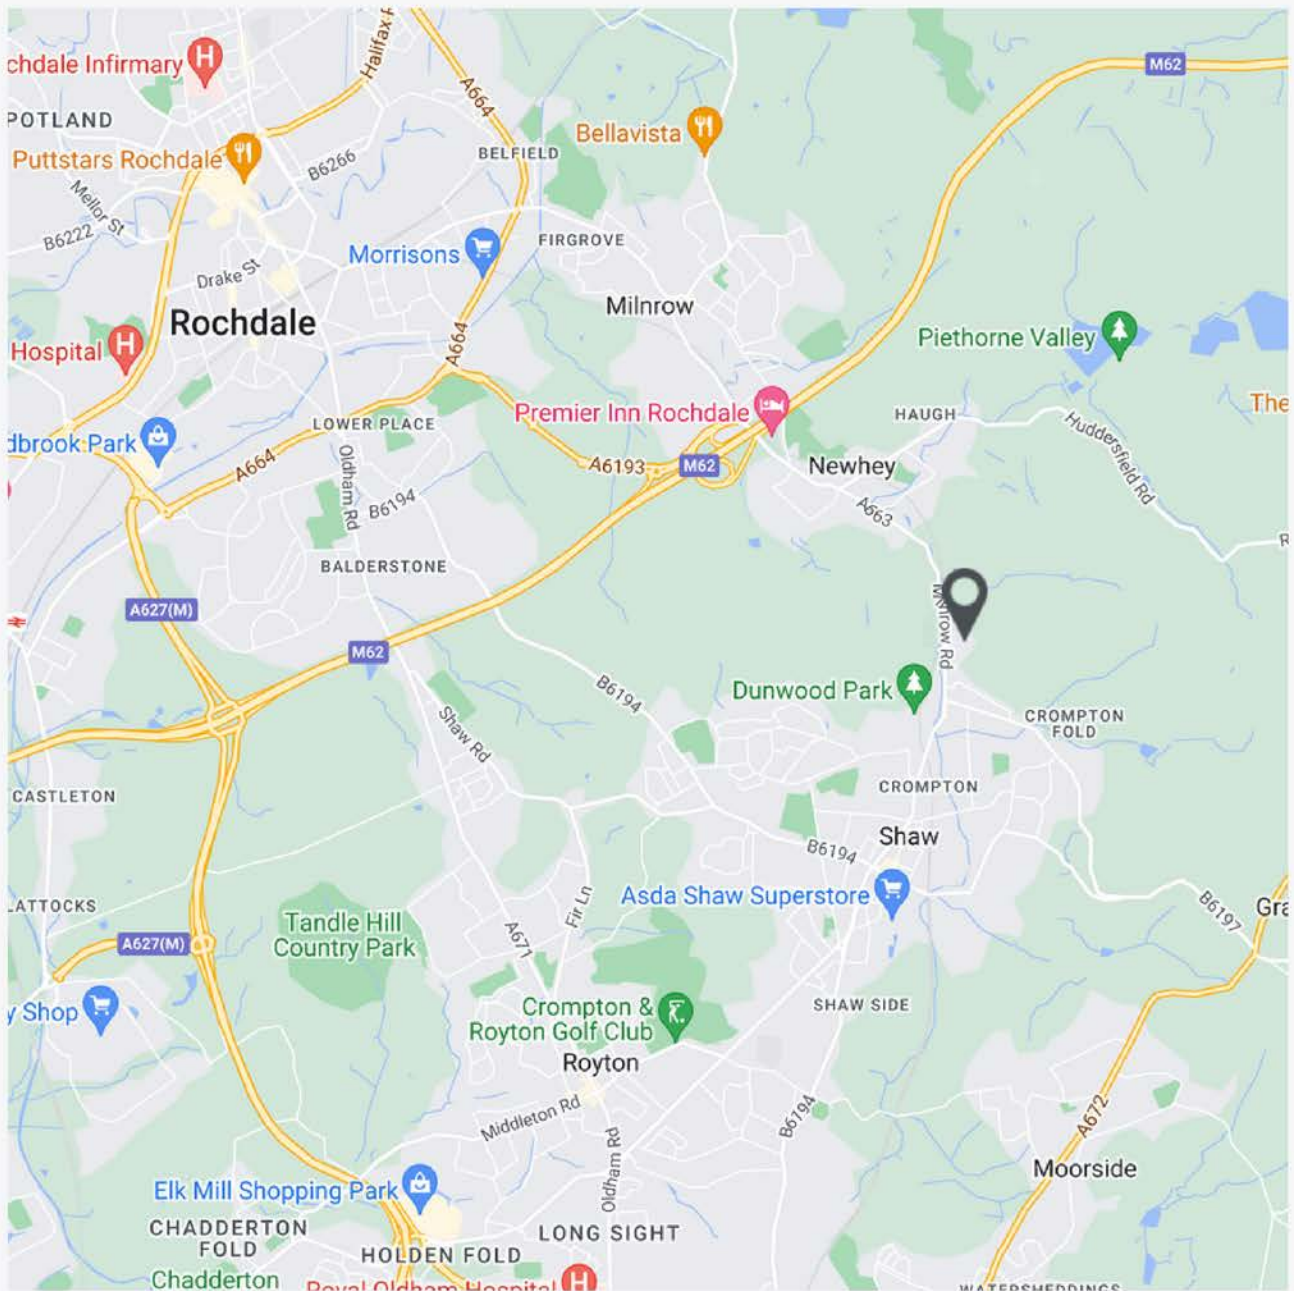 M62
Halifax R
chdale Infirmary
H
A664
POTLAND
Bellavista
Puttstars Rochdale
B6266
BELFIELD
Mellor St
B6222
FIRGROVE
Morrisons
Drake St
Milnrow
Rochdale
Piethorne Valley
A664
Hospital
H
Premier Inn Rochdale
The
HAUGH
LOWER PLACE
dbrook Park
Huddersfield Rd
A664
A6193
M62
Newhey
Oldham Rd
B6194
A663
R
BALDERSTONE
A627(M)
Milnrow Rd
M62
Dunwood Park
B6194
CROMPTON
FOLD
Shaw Rd
CASTLETON
CROMPTON
Shaw
B6194
Asda Shaw Superstore
Fir Ln
LATTOCKS
B6197
Gra
Tandle Hill
Country Park
A671
A627(M)
y Shop
Crompton &
Royton Golf Club
SHAW SIDE
Royton
Middleton Rd
B6194
A672
Oldham Rd
Moorside
Elk Mill Shopping Park
CHADDERTON
FOLD
LONG SIGHT
HOLDEN FOLD
Chadderton
Royal Oldham Hospital
H
WATERSHEDDINGS